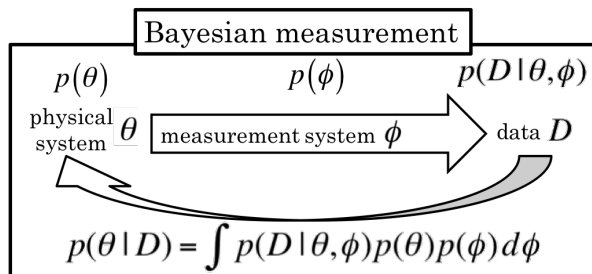 Bayesian measurement
p(θ) p(ϕ) p(D | θ,ϕ)
physical system θ measurement system ϕ data D
p(θ | D) = ∫ p(D | θ,ϕ)p(θ)p(ϕ)dϕ